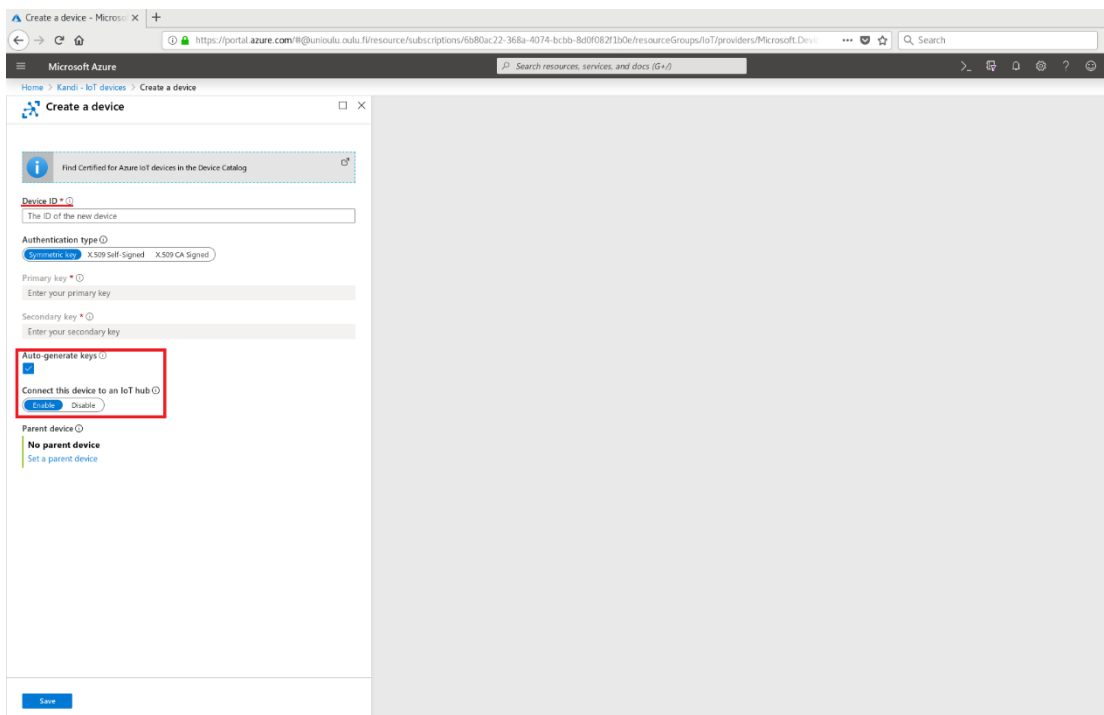 Create a device - Microso
https://portal.azure.com/#@unioulu.oulu.fi/resource/subscriptions/6b80ac22-368a-4074-bcbb-8d0f082f1b0e/resourceGroups/IoT/providers/Microsoft.Devic
Search
Microsoft Azure
Search resources, services, and docs (G+/)
Home > Kandi - IoT devices > Create a device
Create a device
Find Certified for Azure IoT devices in the Device Catalog
Device ID *
The ID of the new device
Authentication type
Symmetric key X.509 Self-Signed X.509 CA Signed
Primary key *
Enter your primary key
Secondary key *
Enter your secondary key
Auto-generate keys
Connect this device to an IoT hub
Enable Disable
Parent device
No parent device
Set a parent device
Save